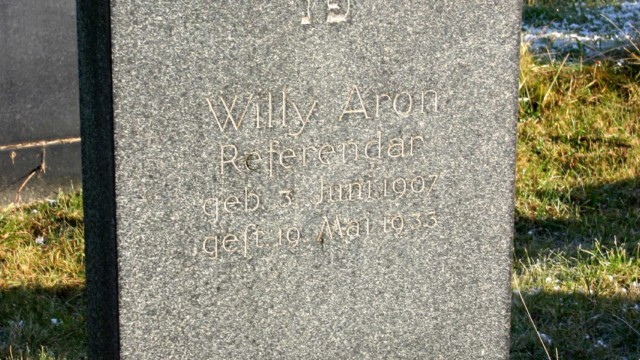 Willy Aron
Referendar
geb. 3. Juni 1907
gest 19 Mai 1933